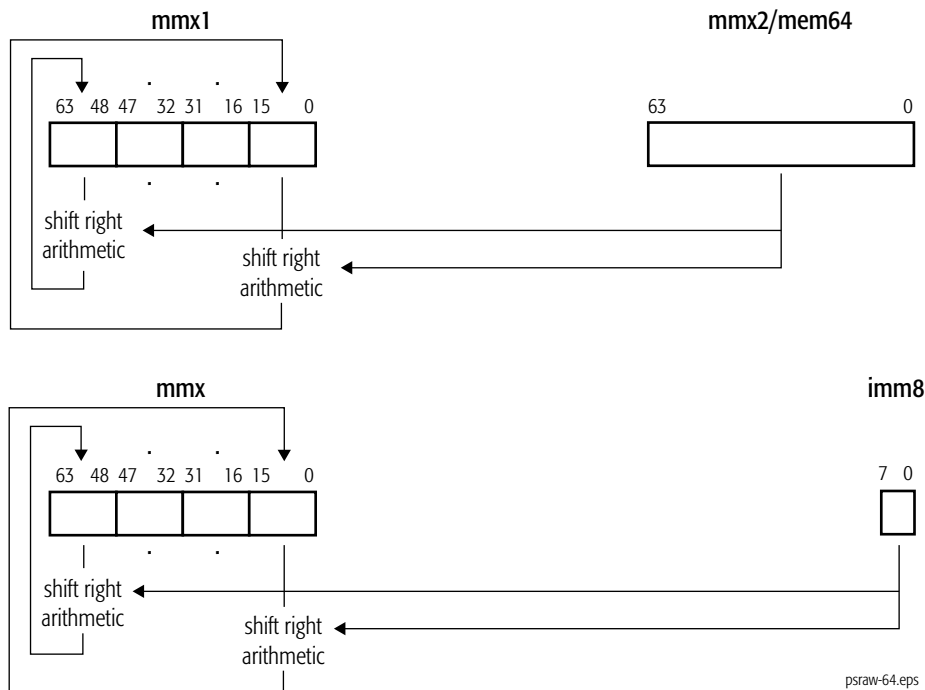 mmx1 mmx2/mem64
. .
63 48 47 32 31 16 15 0 63 0
. .
shift right
arithmetic
shift right
arithmetic
mmx imm8
. .
63 48 47 32 31 16 15 0 7 0
. .
shift right
arithmetic
shift right
arithmetic
psraw-64.eps